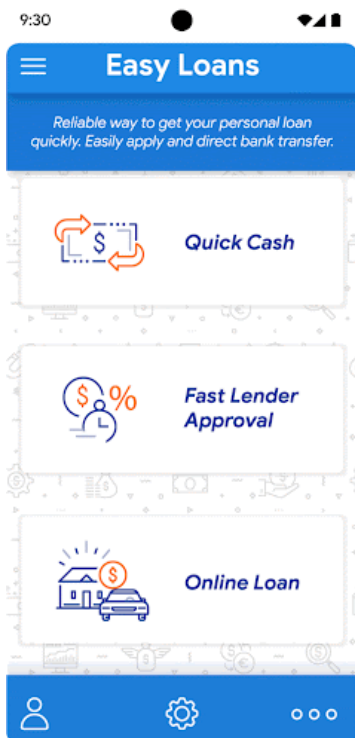 9:30
Easy Loans
Reliable way to get your personal loan
quickly. Easily apply and direct bank transfer.
$
Quick Cash
$ %
Fast Lender
Approval
$
Online Loan